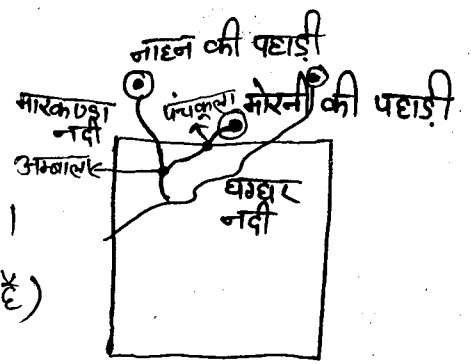 नाहन की पहाड़ी
मारकण्डा
नदी
पंचकूला
मोरनी की पहाड़ी
अम्बाला
घग्घर
नदी
।
है)